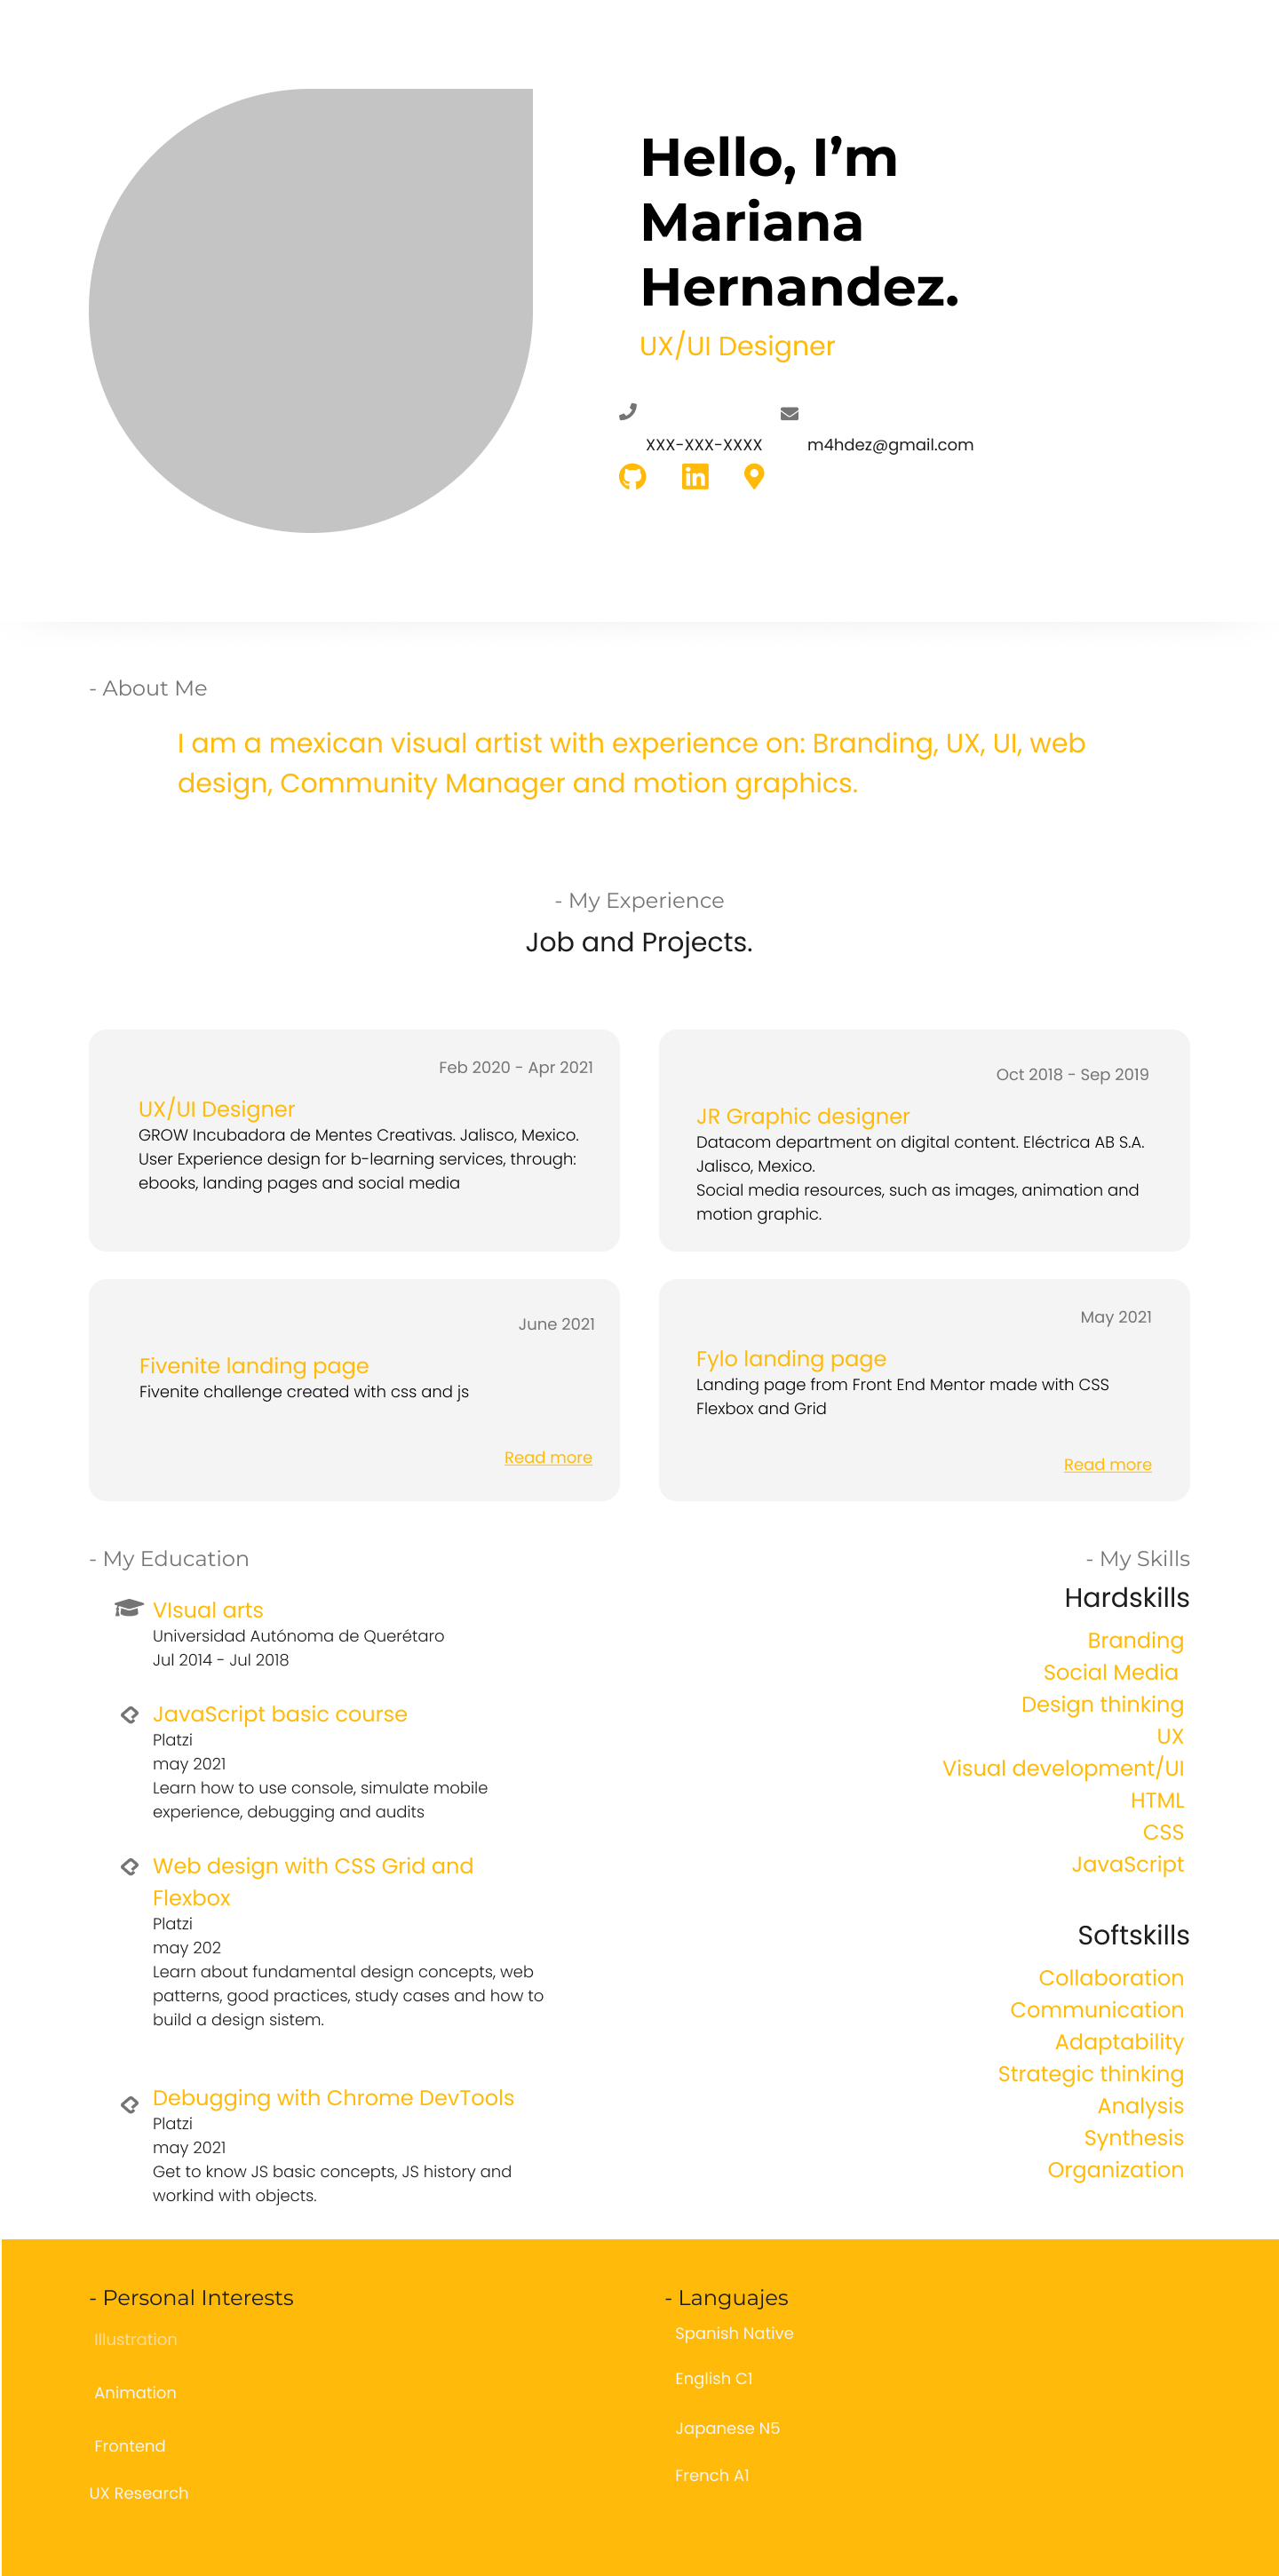 Hello, I’m
Mariana
Hernandez.
UX/UI Designer
XXX-XXX-XXXX
m4hdez@gmail.com
- About Me
I am a mexican visual artist with experience on: Branding, UX, UI, web
design, Community Manager and motion graphics.
- My Experience
Job and Projects.
Feb 2020 - Apr 2021
UX/UI Designer
GROW Incubadora de Mentes Creativas. Jalisco, Mexico.
User Experience design for b-learning services, through:
ebooks, landing pages and social media
Oct 2018 - Sep 2019
JR Graphic designer
Datacom department on digital content. Eléctrica AB S.A.
Jalisco, Mexico.
Social media resources, such as images, animation and
motion graphic.
June 2021
Fivenite landing page
Fivenite challenge created with css and js
Read more
May 2021
Fylo landing page
Landing page from Front End Mentor made with CSS
Flexbox and Grid
Read more
- My Education
VIsual arts
Universidad Autónoma de Querétaro
Jul 2014 - Jul 2018
JavaScript basic course
Platzi
may 2021
Learn how to use console, simulate mobile
experience, debugging and audits
Web design with CSS Grid and
Flexbox
Platzi
may 202
Learn about fundamental design concepts, web
patterns, good practices, study cases and how to
build a design sistem.
Debugging with Chrome DevTools
Platzi
may 2021
Get to know JS basic concepts, JS history and
workind with objects.
- My Skills
Hardskills
Branding
Social Media
Design thinking
UX
Visual development/UI
HTML
CSS
JavaScript
Softskills
Collaboration
Communication
Adaptability
Strategic thinking
Analysis
Synthesis
Organization
- Personal Interests
Illustration
Animation
Frontend
UX Research
- Languajes
Spanish Native
English C1
Japanese N5
French A1